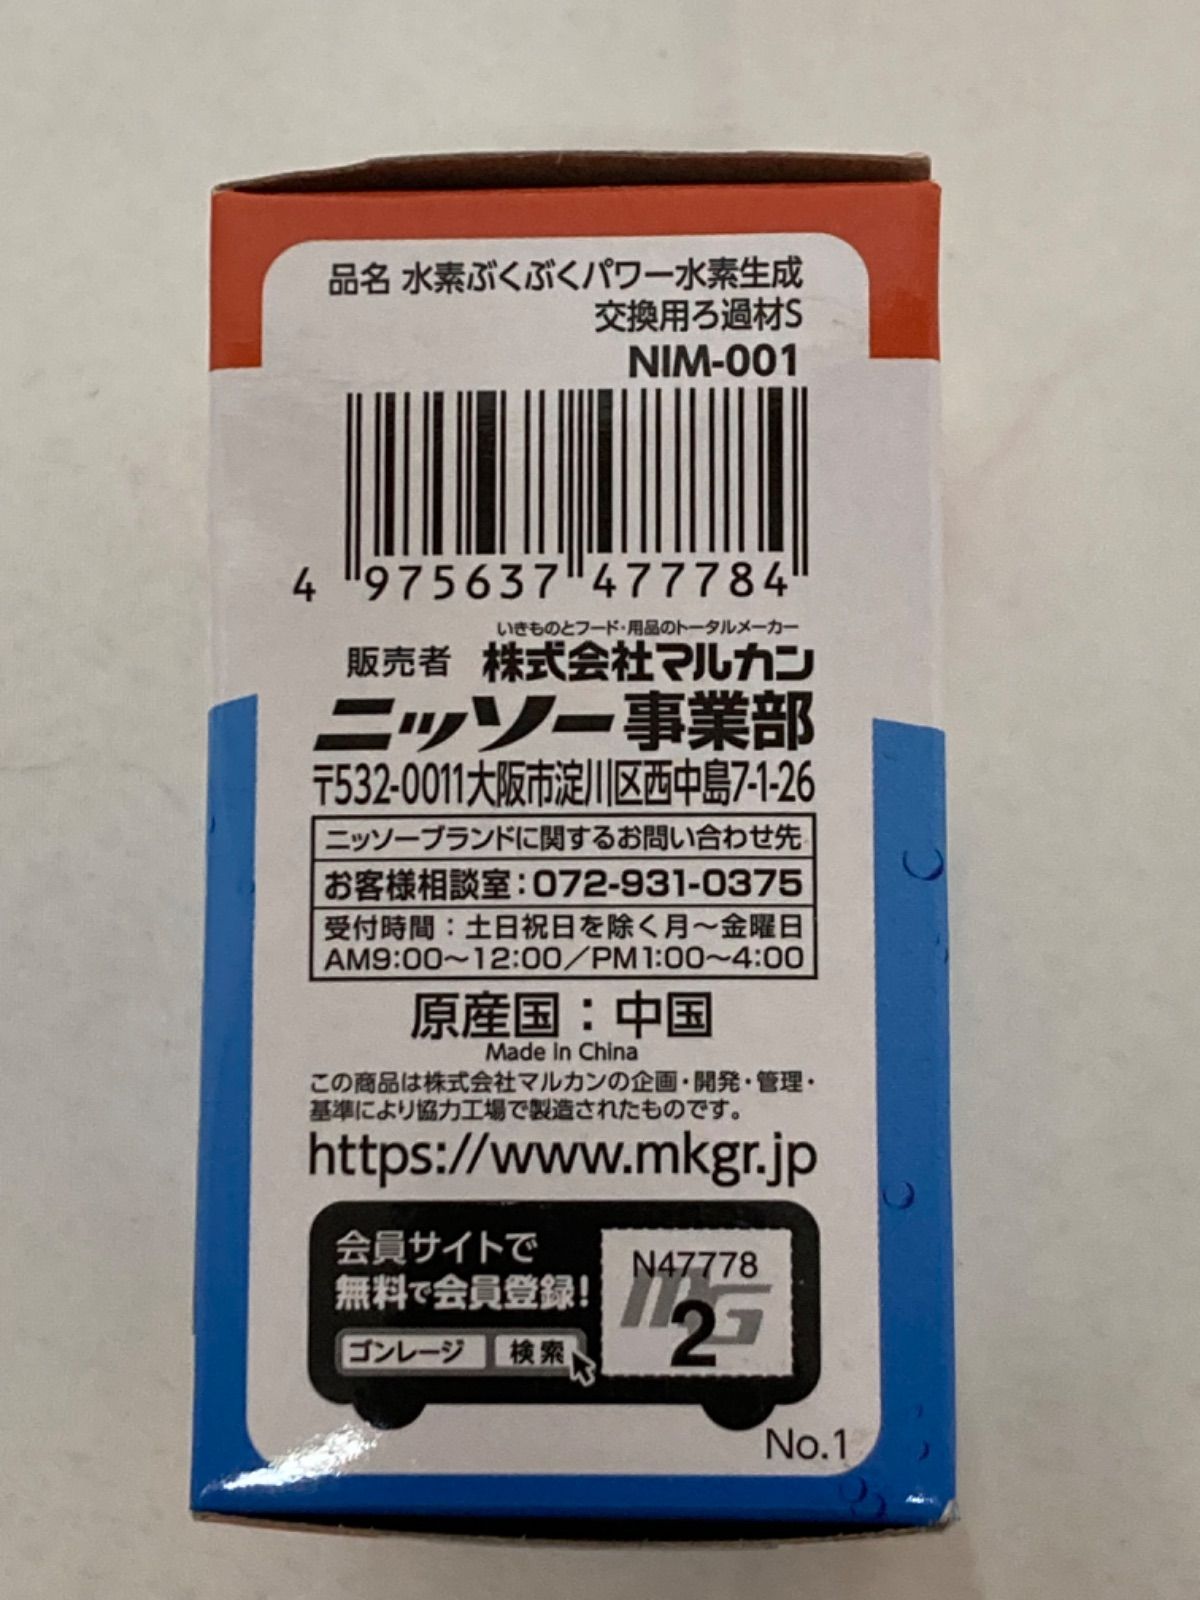 品名 水素ぶくぶくパワー水素生成
交換用ろ過材S
NIM-001
4 975637 477784
いきものとフード・用品のトータルメーカー
販売者 株式会社マルカン
ニッソー事業部
〒532-0011大阪市淀川区西中島7-1-26
ニッソーブランドに関するお問い合わせ先
お客様相談室：072-931-0375
受付時間：土日祝日を除く月～金曜日
AM9:00～12:00／PM1:00～4:00
原産国：中国
Made in China
この商品は株式会社マルカンの企画・開発・管理・
基準により協力工場で製造されたものです。
https://www.mkgr.jp
会員サイトで
無料で会員登録!
ゴンレージ 検索
N47778
MG
2
No.1